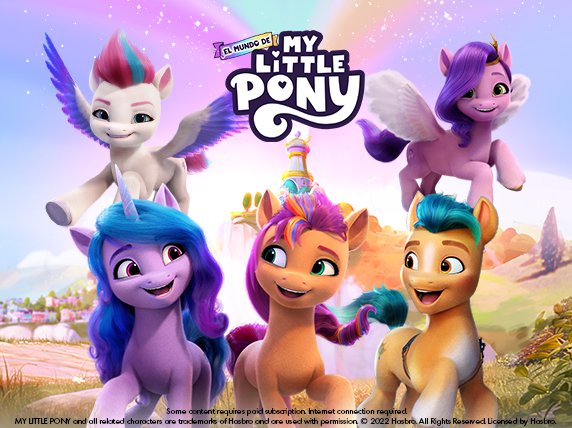 EL MUNDO DE
MY
LITTLE
PONY
Some content requires paid subscription. Internet connection required.
MY LITTLE PONY and all related characters are trademarks of Hasbro and are used with permission. © 2022 Hasbro. All Rights Reserved. Licensed by Hasbro.